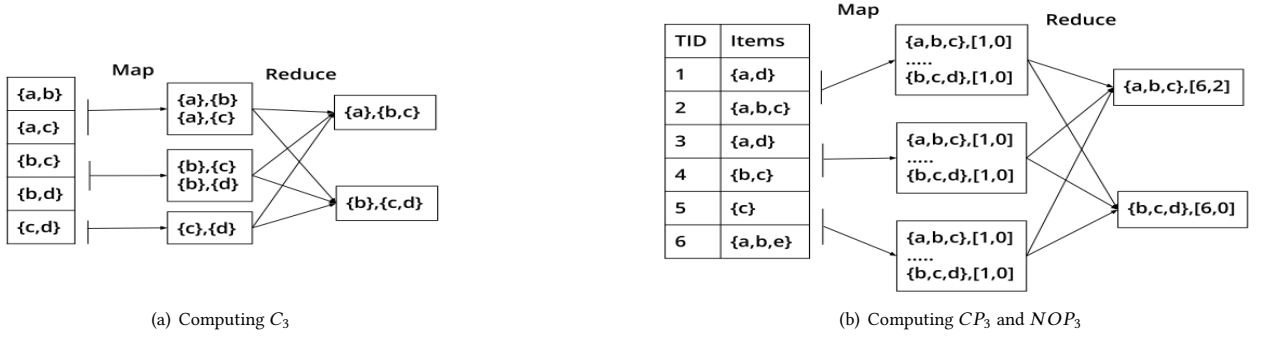 Map
Reduce
{a,b}
{a,c}
{b,c}
{b,d}
{c,d}
{a},{b}
{a},{c}
{b},{c}
{b},{d}
{c},{d}
{a},{b,c}
{b},{c,d}
(a) Computing C3
Map
Reduce
TID Items
1 {a,d}
2 {a,b,c}
3 {a,d}
4 {b,c}
5 {c}
6 {a,b,e}
{a,b,c},[1,0]
.....
{b,c,d},[1,0]
{a,b,c},[1,0]
.....
{b,c,d},[1,0]
{a,b,c},[1,0]
.....
{b,c,d},[1,0]
{a,b,c},[6,2]
{b,c,d},[6,0]
(b) Computing CP3 and NOP3